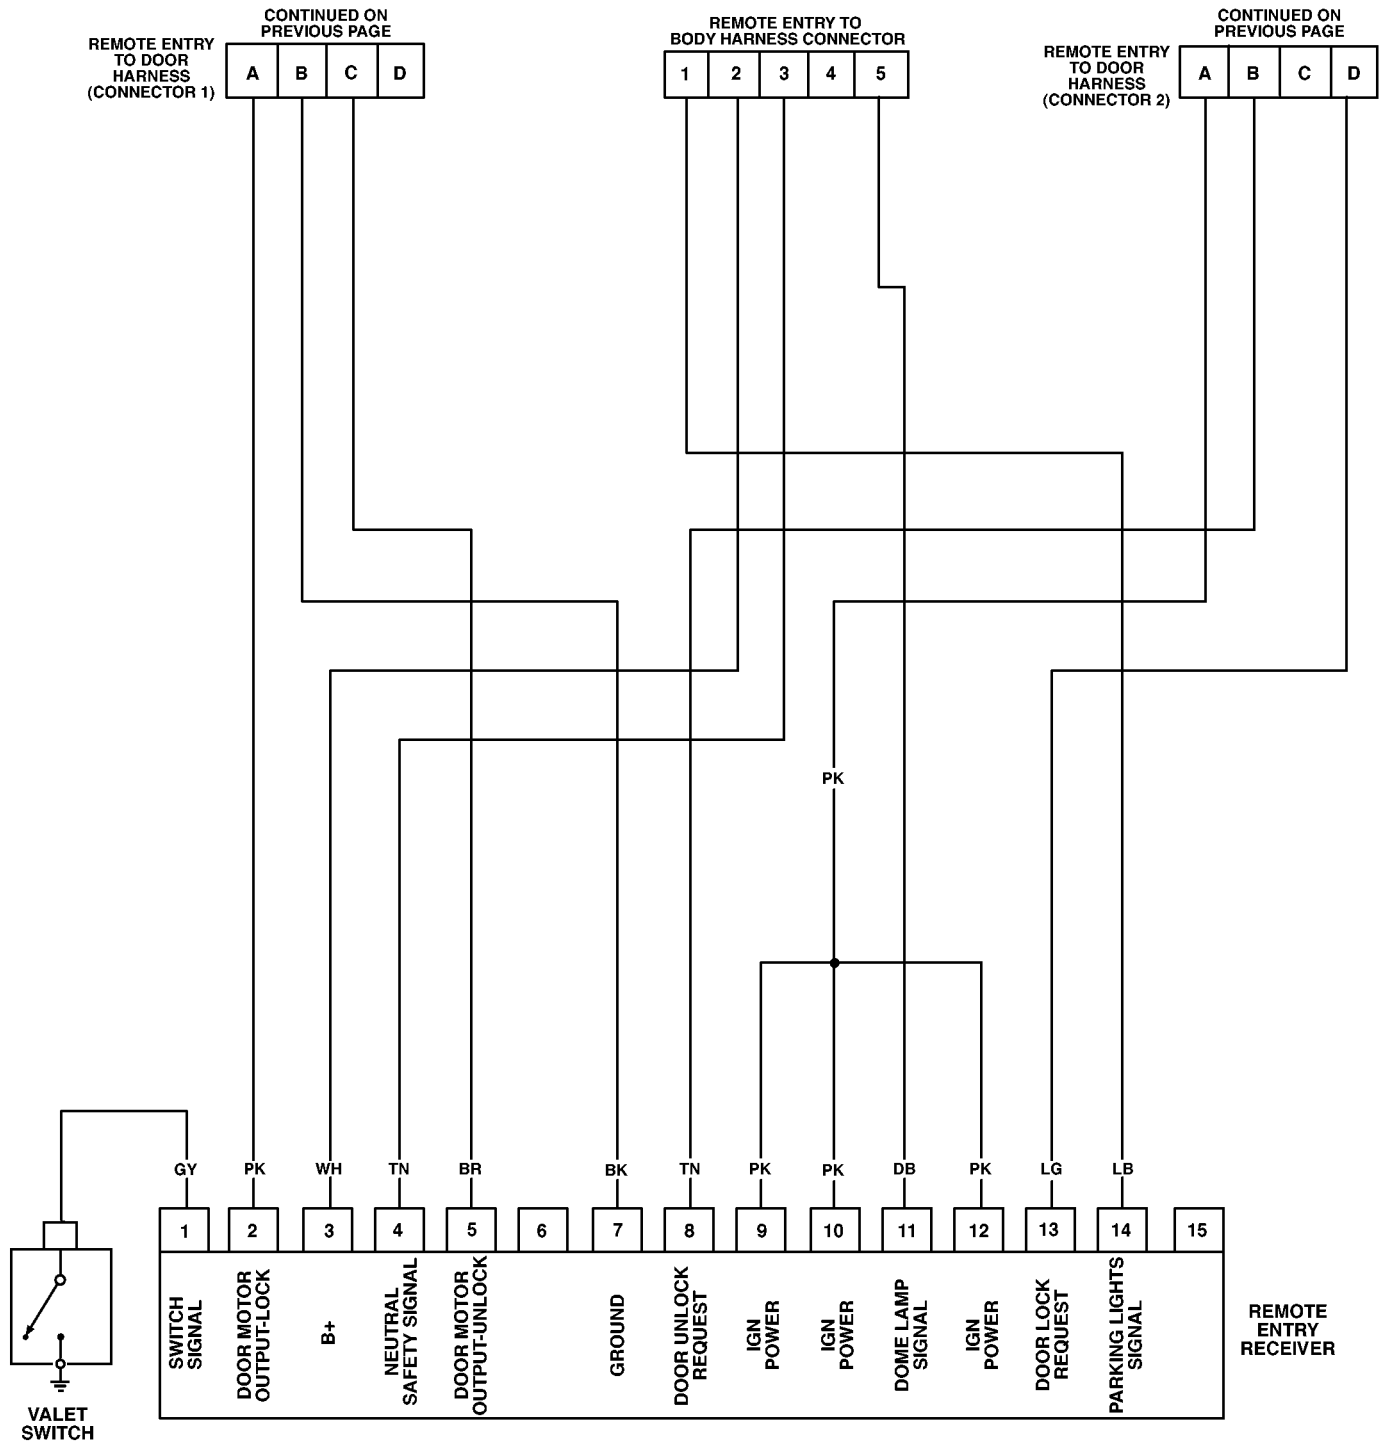 CONTINUED ON
PREVIOUS PAGE
REMOTE ENTRY
TO DOOR
HARNESS
(CONNECTOR 1)
A B C D
REMOTE ENTRY TO
BODY HARNESS CONNECTOR
1 2 3 4 5
CONTINUED ON
PREVIOUS PAGE
REMOTE ENTRY
TO DOOR
HARNESS
(CONNECTOR 2)
A B C D
PK
GY PK WH TN BR BK TN PK PK DB PK LG LB
1 2 3 4 5 6 7 8 9 10 11 12 13 14 15
SWITCH
SIGNAL
DOOR MOTOR
OUTPUT-LOCK
B+
NEUTRAL
SAFETY SIGNAL
DOOR MOTOR
OUTPUT-UNLOCK
GROUND
DOOR UNLOCK
REQUEST
IGN
POWER
IGN
POWER
DOME LAMP
SIGNAL
IGN
POWER
DOOR LOCK
REQUEST
PARKING LIGHTS
SIGNAL
REMOTE
ENTRY
RECEIVER
VALET
SWITCH